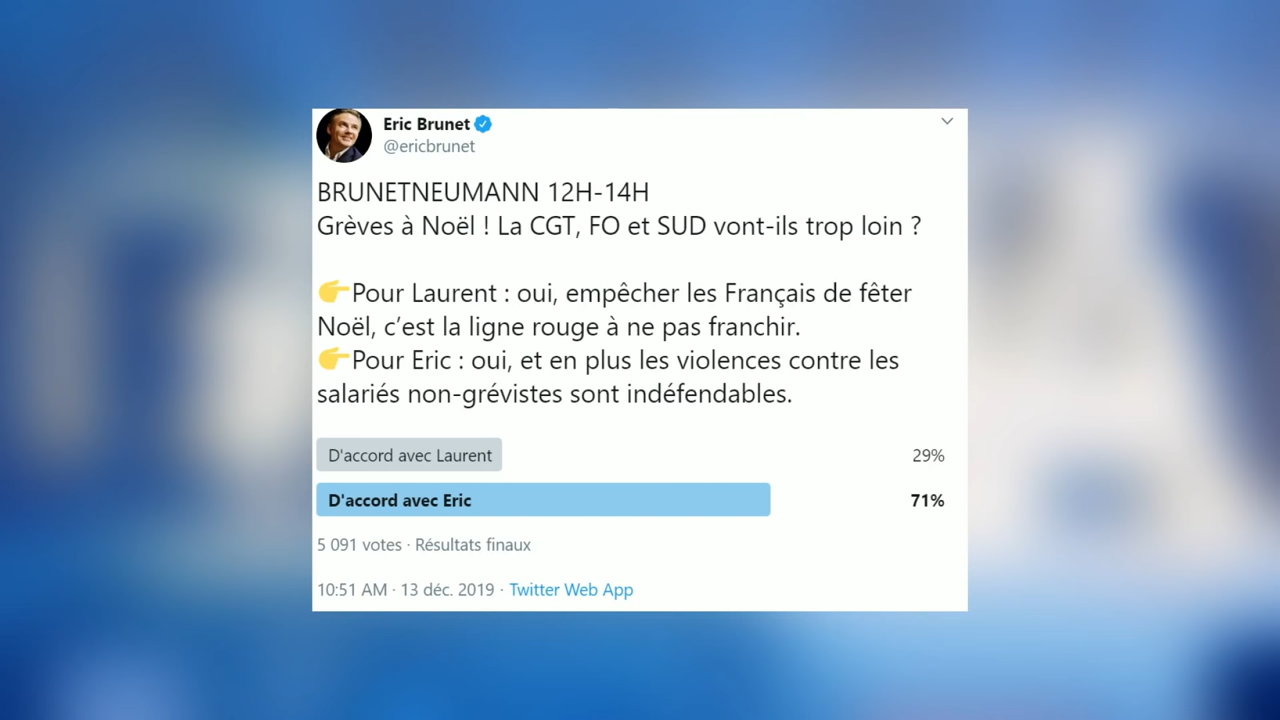 Eric Brunet
@ericbrunet
BRUNETNEUMANN 12H-14H
Grèves à Noël ! La CGT, FO et SUD vont-ils trop loin ?
👉Pour Laurent : oui, empêcher les Français de fêter
Noël, c’est la ligne rouge à ne pas franchir.
👉Pour Eric : oui, et en plus les violences contre les
salariés non-grévistes sont indéfendables.
D'accord avec Laurent 29%
D'accord avec Eric 71%
5 091 votes · Résultats finaux
10:51 AM · 13 déc. 2019 · Twitter Web App